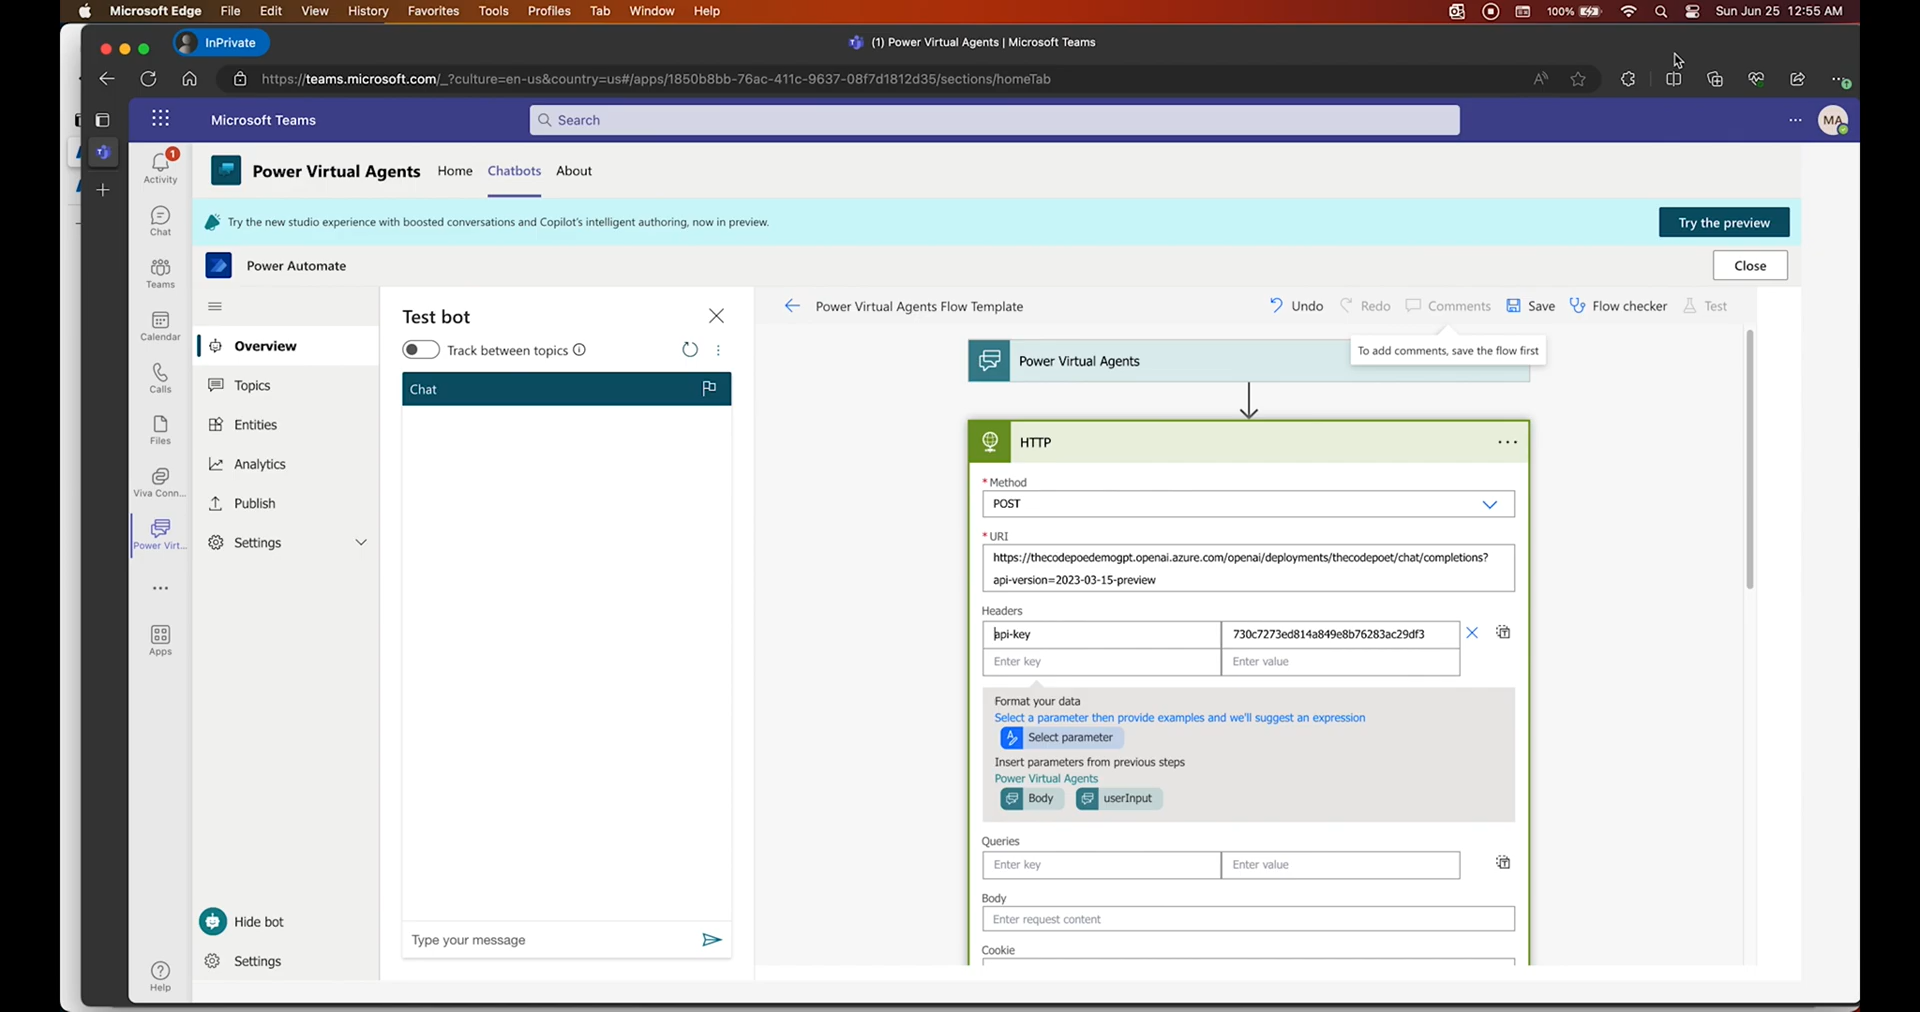 Microsoft Edge File Edit View History Favorites Tools Profiles Tab Window Help 100% Sun Jun 25 12:55 AM
InPrivate
(1) Power Virtual Agents | Microsoft Teams
https://teams.microsoft.com/_?culture=en-us&country=us#/apps/1850b8bb-76ac-411c-9637-08f7d1812d35/sections/homeTab
Microsoft Teams
Search
MA
1
Activity
Chat
Teams
Calendar
Calls
Files
Viva Conn...
Power Virt...
Apps
Help
Power Virtual Agents Home Chatbots About
Try the new studio experience with boosted conversations and Copilot's intelligent authoring, now in preview.
Try the preview
Power Automate
Close
Overview
Topics
Entities
Analytics
Publish
Settings
Hide bot
Settings
Test bot
Track between topics
Chat
Type your message
Power Virtual Agents Flow Template
Undo Redo Comments Save Flow checker Test
To add comments, save the flow first
Power Virtual Agents
HTTP
* Method
POST
* URI
https://thecodepoedemogpt.openai.azure.com/openai/deployments/thecodepoet/chat/completions?
api-version=2023-03-15-preview
Headers
api-key 730c7273ed814a849e8b76283ac29df3
Enter key Enter value
Format your data
Select a parameter then provide examples and we'll suggest an expression
Select parameter
Insert parameters from previous steps
Power Virtual Agents
Body userInput
Queries
Enter key Enter value
Body
Enter request content
Cookie